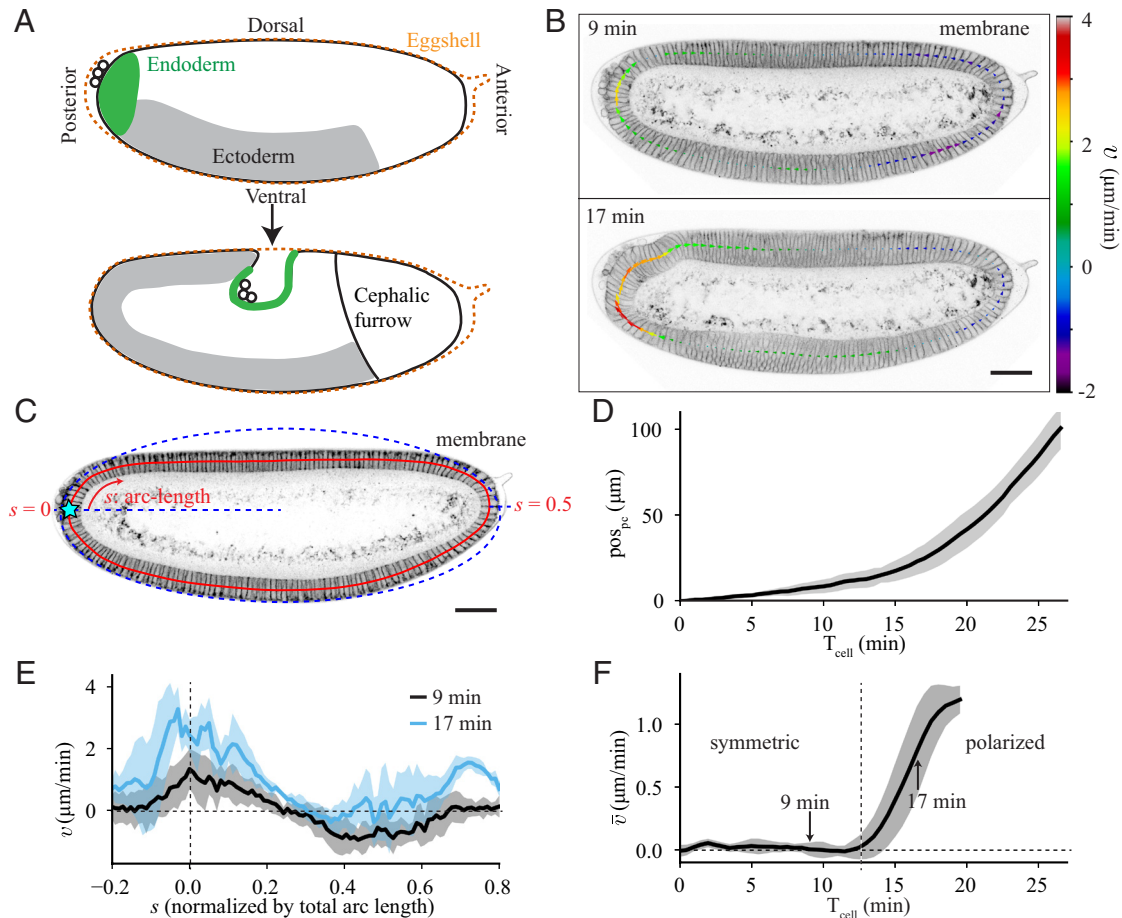 A
Dorsal
Eggshell
Endoderm
Posterior
Anterior
Ectoderm
Ventral
Cephalic
furrow
B
9 min
membrane
17 min
4
2
0
-2
υ (μm/min)
C
membrane
s: arc-length
s = 0
s = 0.5
D
100
50
0
pos_pc (μm)
0 5 10 15 20 25
T_cell (min)
E
4
2
0
v (μm/min)
9 min
17 min
−0.2 0.0 0.2 0.4 0.6 0.8
s (normalized by total arc length)
F
1.0
0.5
0.0
v̄ (μm/min)
symmetric
polarized
9 min
17 min
0 5 10 15 20 25
T_cell (min)